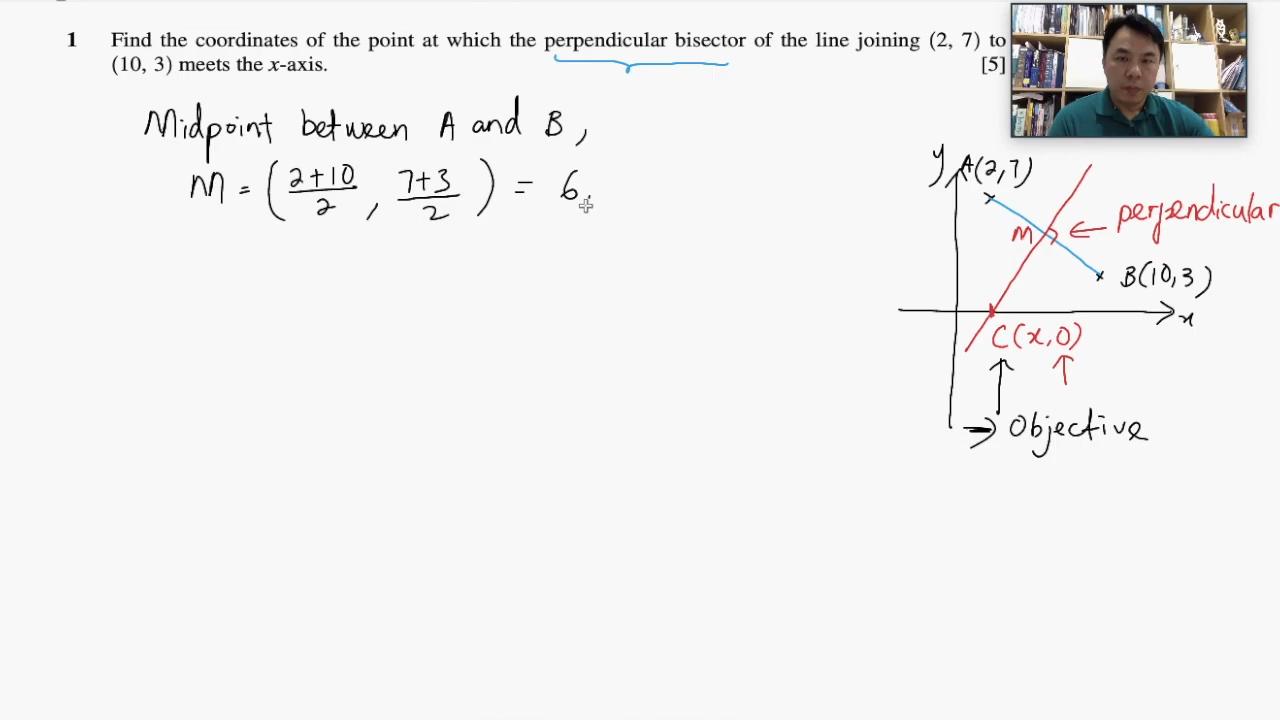 1 Find the coordinates of the point at which the perpendicular bisector of the line joining (2, 7) to
(10, 3) meets the x-axis. [5]
Midpoint between A and B,
M = ( 2+10 / 2 , 7+3 / 2 ) = 6,
y A(2,7)
perpendicular
M
B(10,3)
x
C(x,0)
Objective